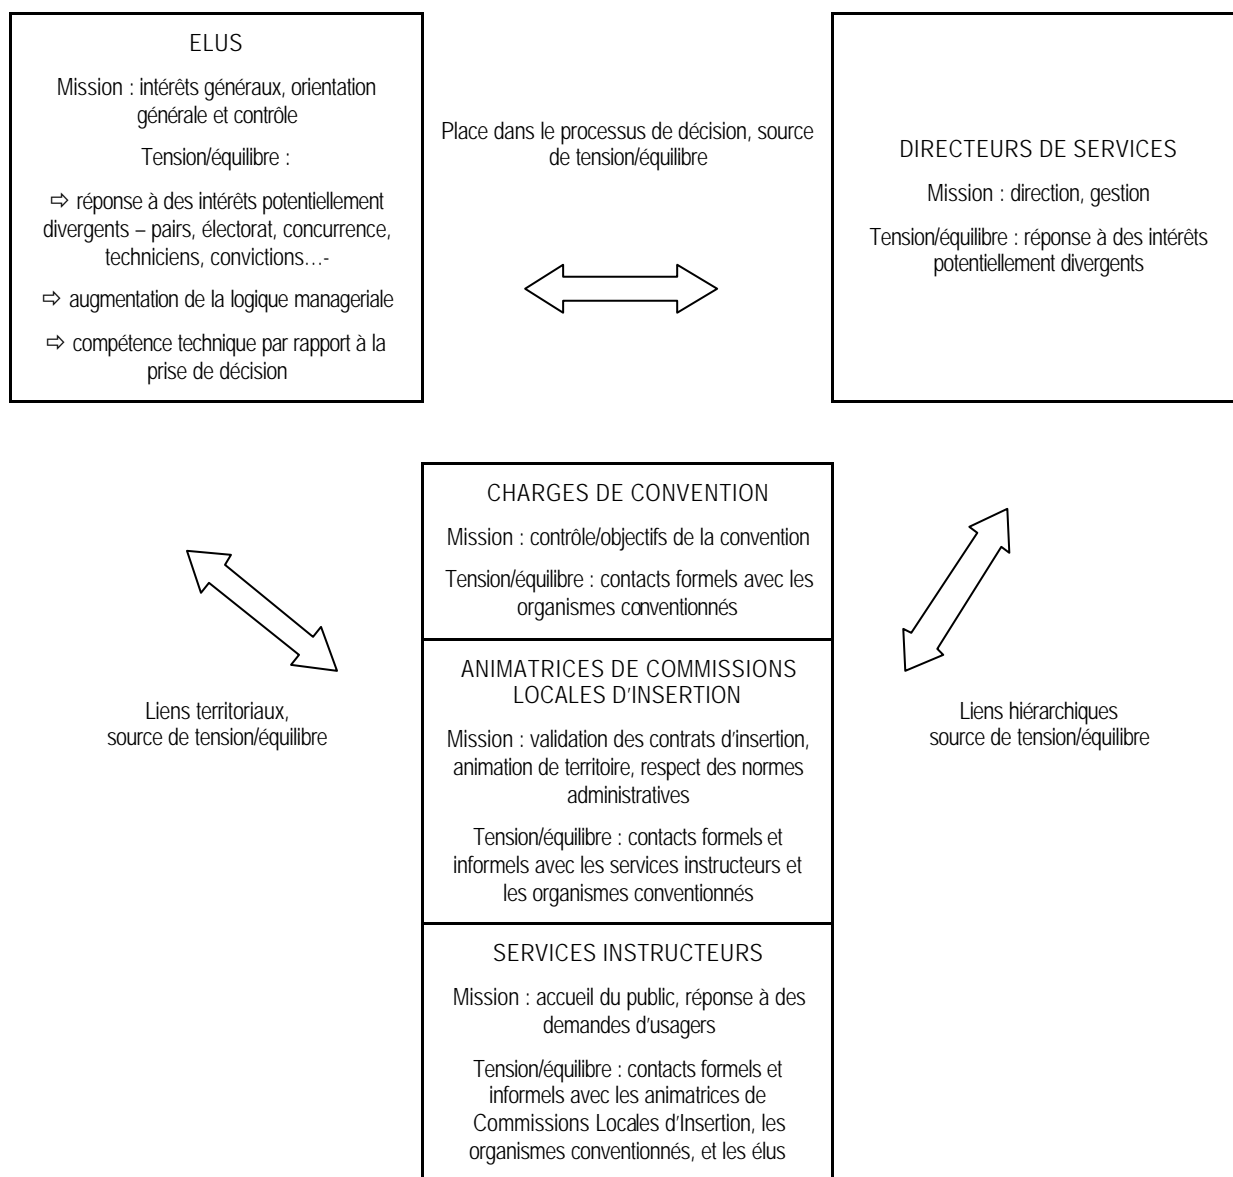 ELUS
Mission : intérêts généraux, orientation
générale et contrôle
Tension/équilibre :
⇨ réponse à des intérêts potentiellement
divergents – pairs, électorat, concurrence,
techniciens, convictions…-
⇨ augmentation de la logique manageriale
⇨ compétence technique par rapport à la
prise de décision
Place dans le processus de décision, source
de tension/équilibre
DIRECTEURS DE SERVICES
Mission : direction, gestion
Tension/équilibre : réponse à des intérêts
potentiellement divergents
CHARGES DE CONVENTION
Mission : contrôle/objectifs de la convention
Tension/équilibre : contacts formels avec les
organismes conventionnés
ANIMATRICES DE COMMISSIONS
LOCALES D'INSERTION
Mission : validation des contrats d'insertion,
animation de territoire, respect des normes
administratives
Tension/équilibre : contacts formels et
informels avec les services instructeurs et
les organismes conventionnés
SERVICES INSTRUCTEURS
Mission : accueil du public, réponse à des
demandes d'usagers
Tension/équilibre : contacts formels et
informels avec les animatrices de
Commissions Locales d'Insertion, les
organismes conventionnés, et les élus
Liens territoriaux,
source de tension/équilibre
Liens hiérarchiques
source de tension/équilibre